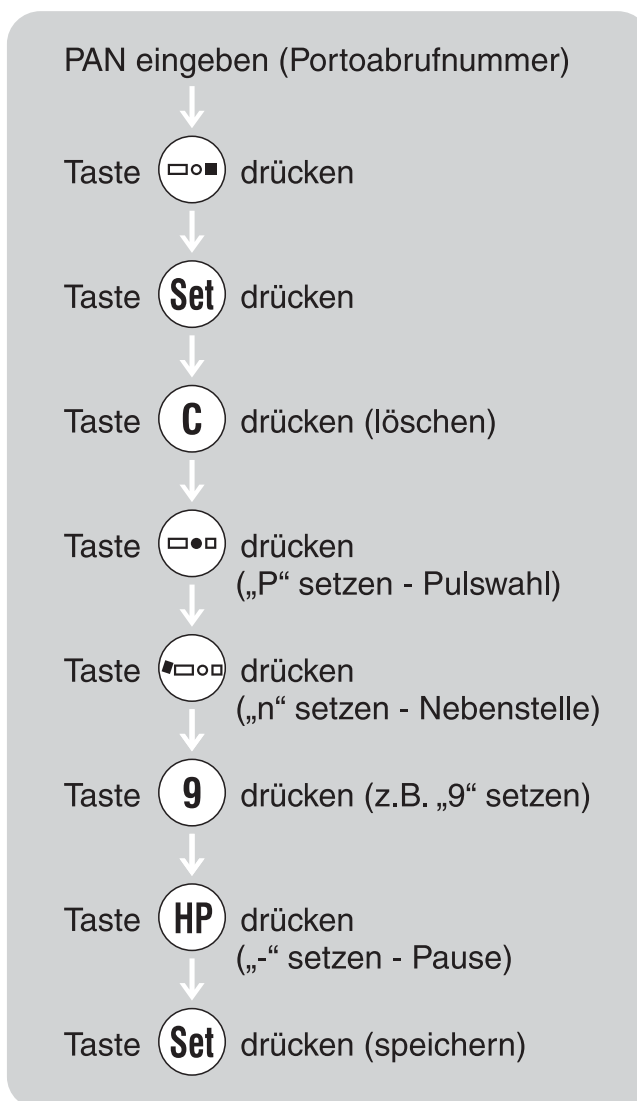 PAN eingeben (Portoabrufnummer)
Taste drücken
Taste Set drücken
Taste C drücken (löschen)
Taste drücken
(„P“ setzen - Pulswahl)
Taste drücken
(„n“ setzen - Nebenstelle)
Taste 9 drücken (z.B. „9“ setzen)
Taste HP drücken
(„-“ setzen - Pause)
Taste Set drücken (speichern)